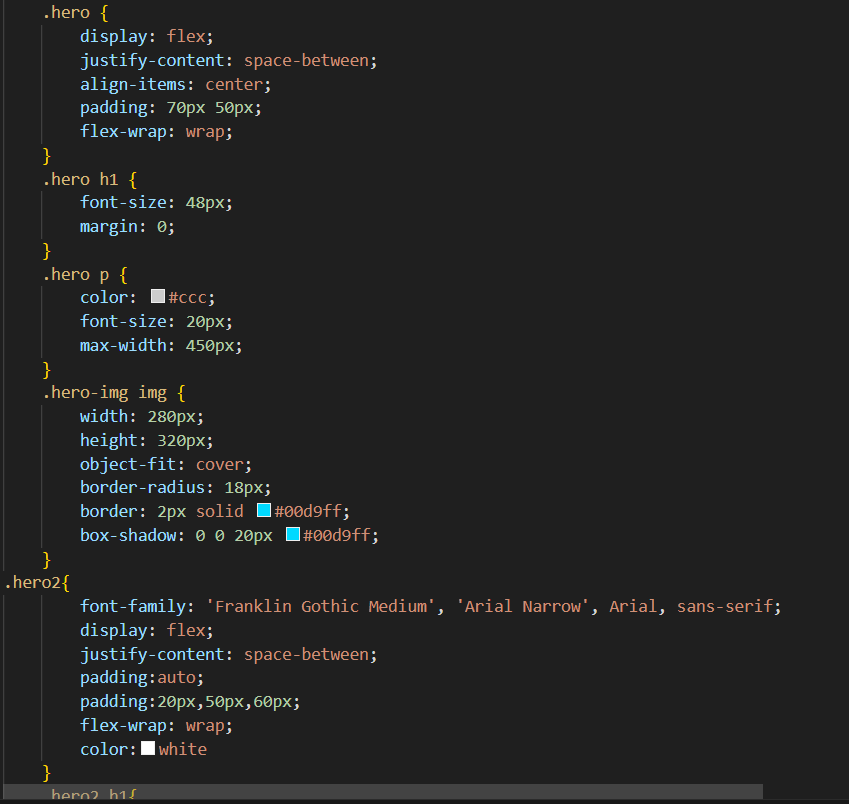 .hero {
display: flex;
justify-content: space-between;
align-items: center;
padding: 70px 50px;
flex-wrap: wrap;
}
.hero h1 {
font-size: 48px;
margin: 0;
}
.hero p {
color: #ccc;
font-size: 20px;
max-width: 450px;
}
.hero-img img {
width: 280px;
height: 320px;
object-fit: cover;
border-radius: 18px;
border: 2px solid #00d9ff;
box-shadow: 0 0 20px #00d9ff;
}
.hero2{
font-family: 'Franklin Gothic Medium', 'Arial Narrow', Arial, sans-serif;
display: flex;
justify-content: space-between;
padding:auto;
padding:20px,50px,60px;
flex-wrap: wrap;
color:white
}
.hero2 h1{